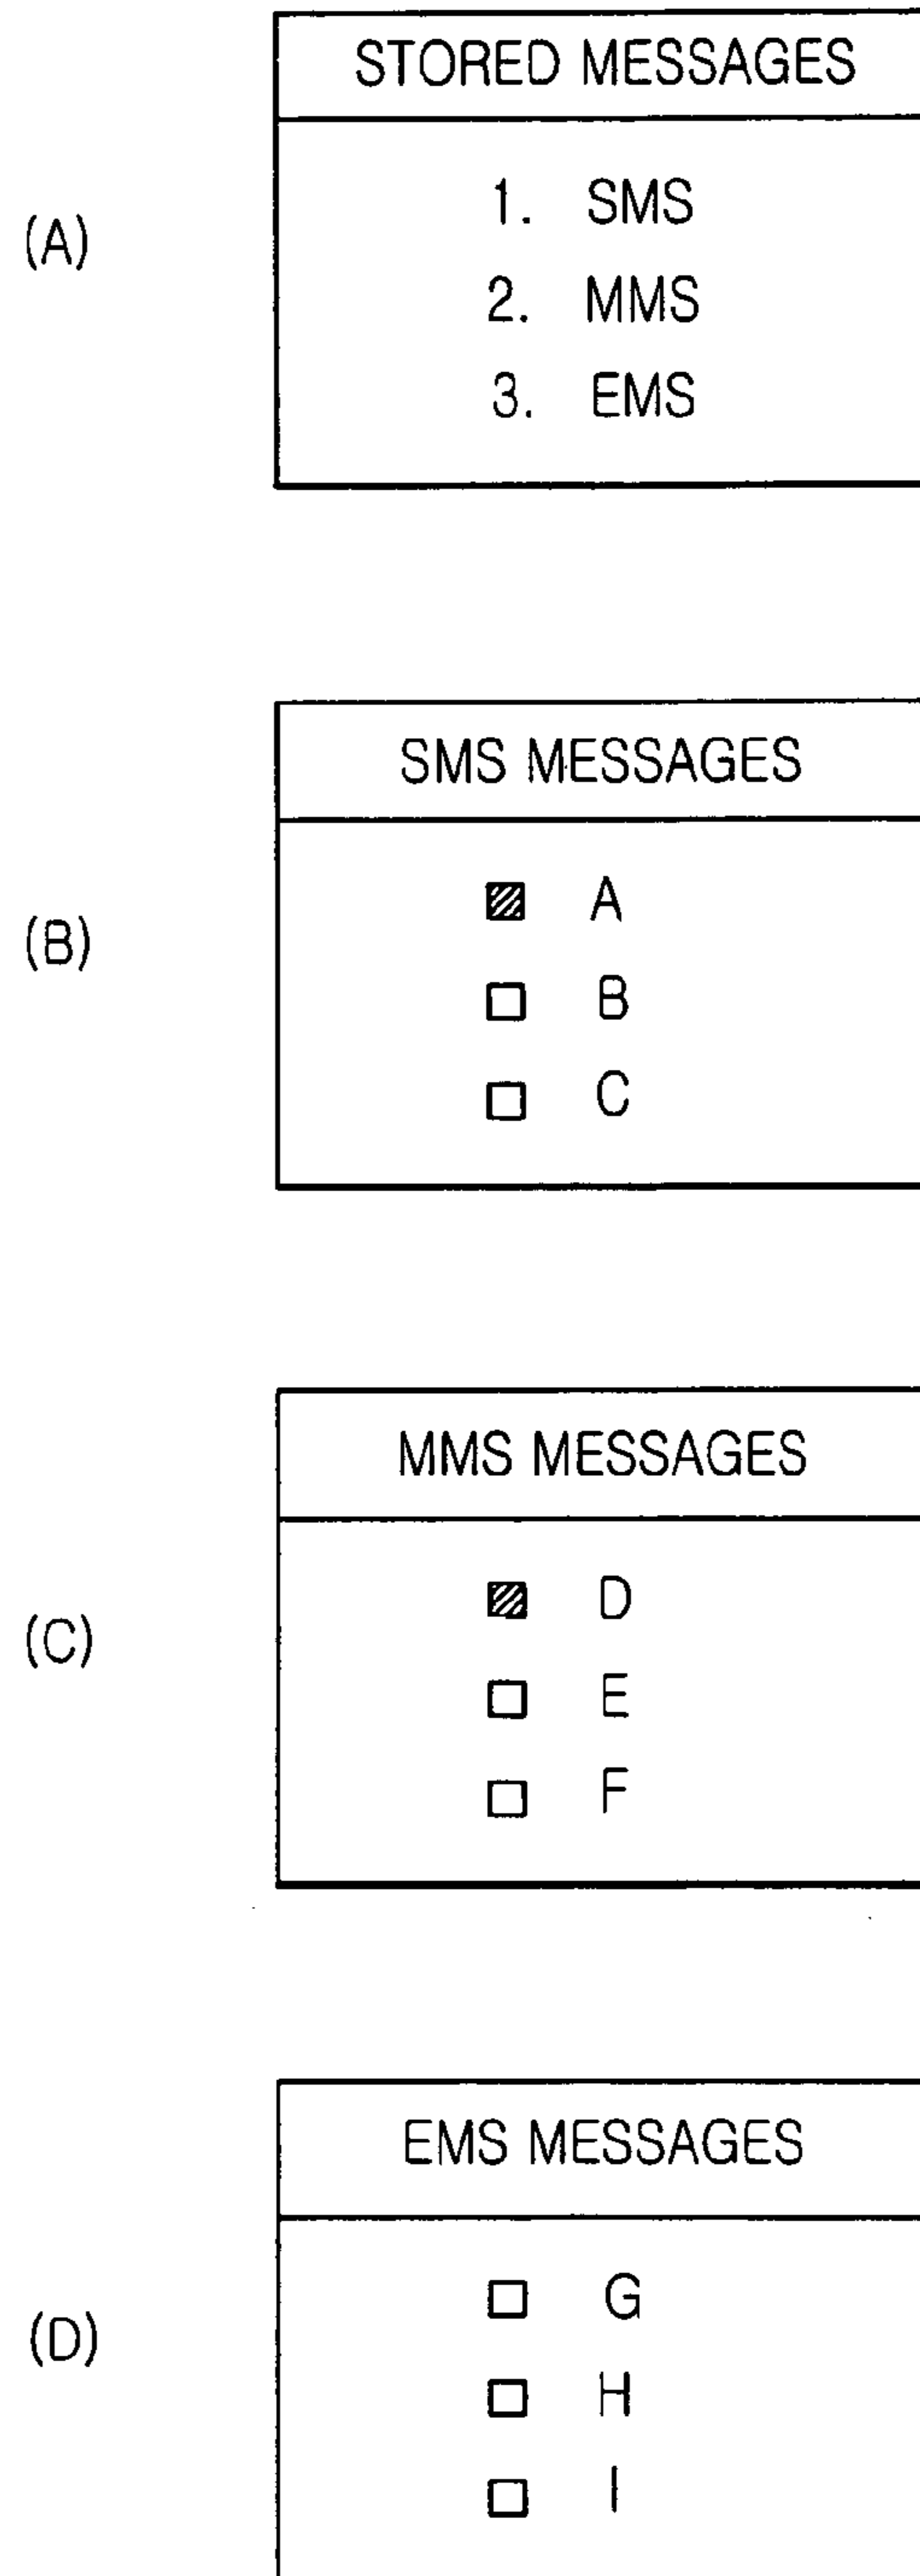 STORED MESSAGES
(A)
1. SMS
2. MMS
3. EMS
SMS MESSAGES
(B)
A
B
C
MMS MESSAGES
(C)
D
E
F
EMS MESSAGES
(D)
G
H
I